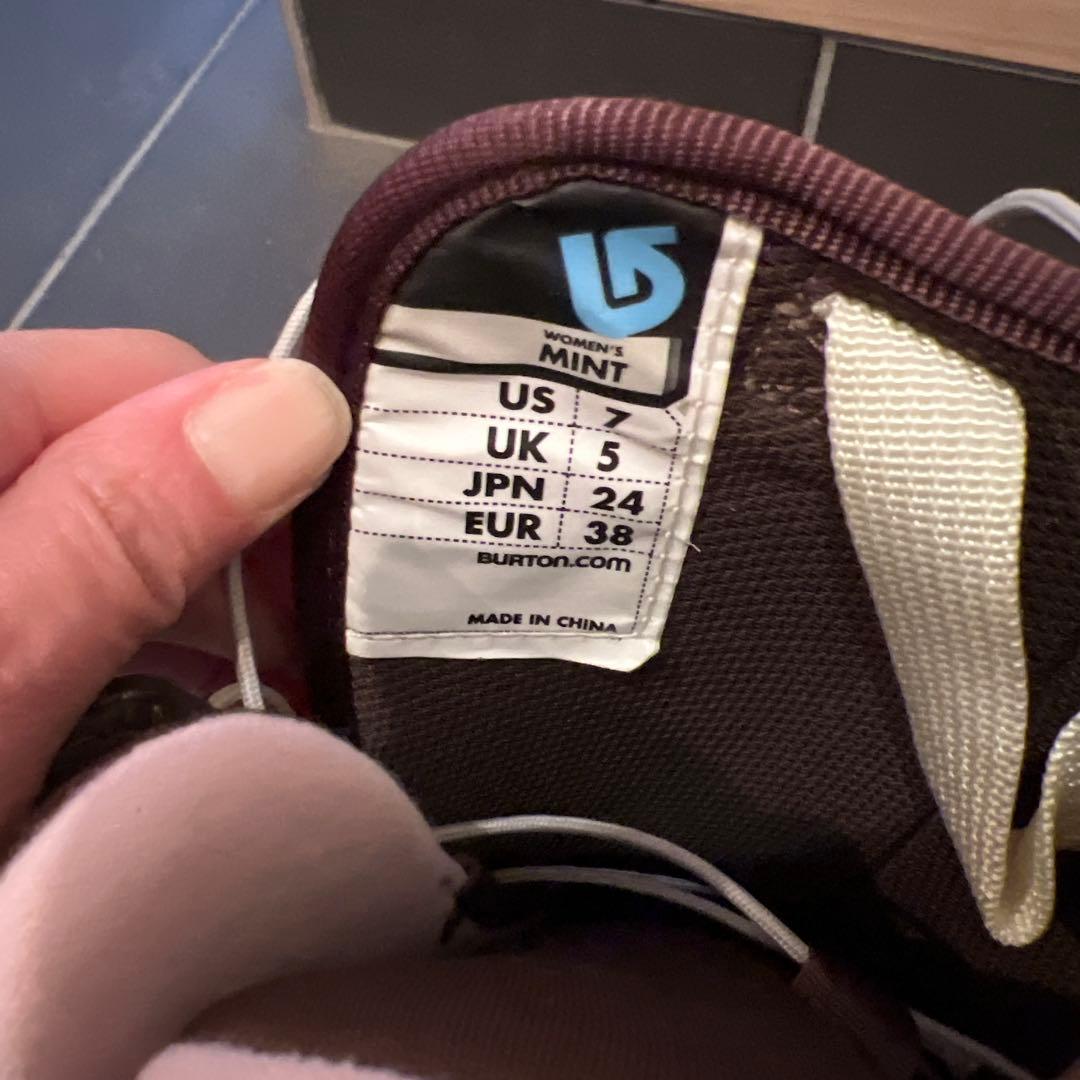 WOMEN'S
MINT
US 7
UK 5
JPN 24
EUR 38
BURTON.COM
MADE IN CHINA